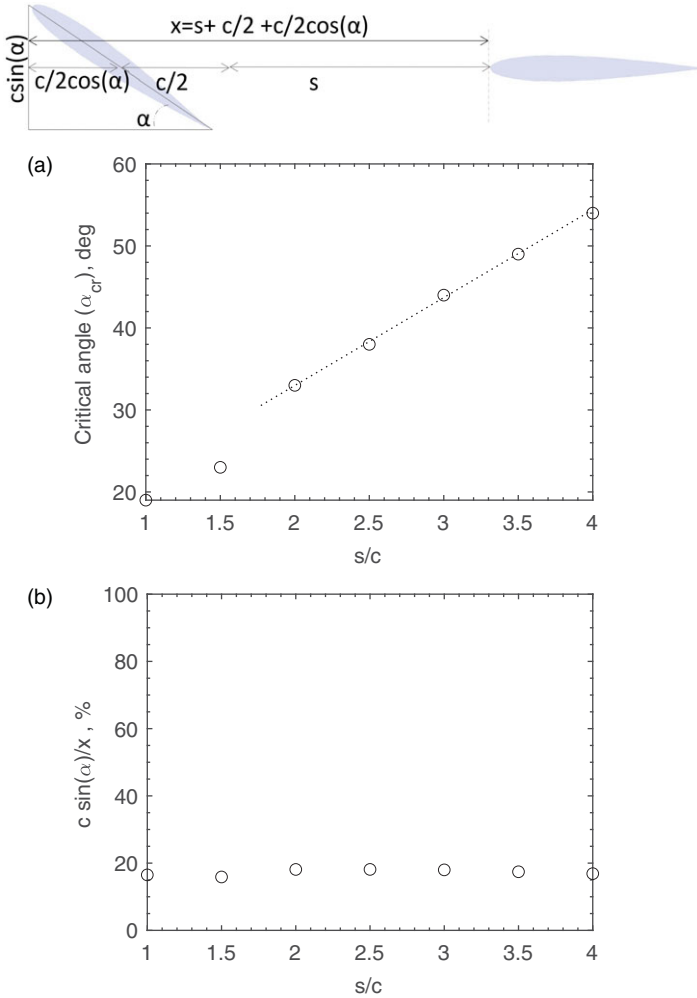 x=s+ c/2 +c/2cos(α)
csin(α)
c/2cos(α)
c/2
s
α
(a)
60
50
40
30
20
Critical angle (α_cr), deg
1
1.5
2
2.5
3
3.5
4
s/c
(b)
100
80
60
40
20
0
c sin(α)/x , %
1
1.5
2
2.5
3
3.5
4
s/c